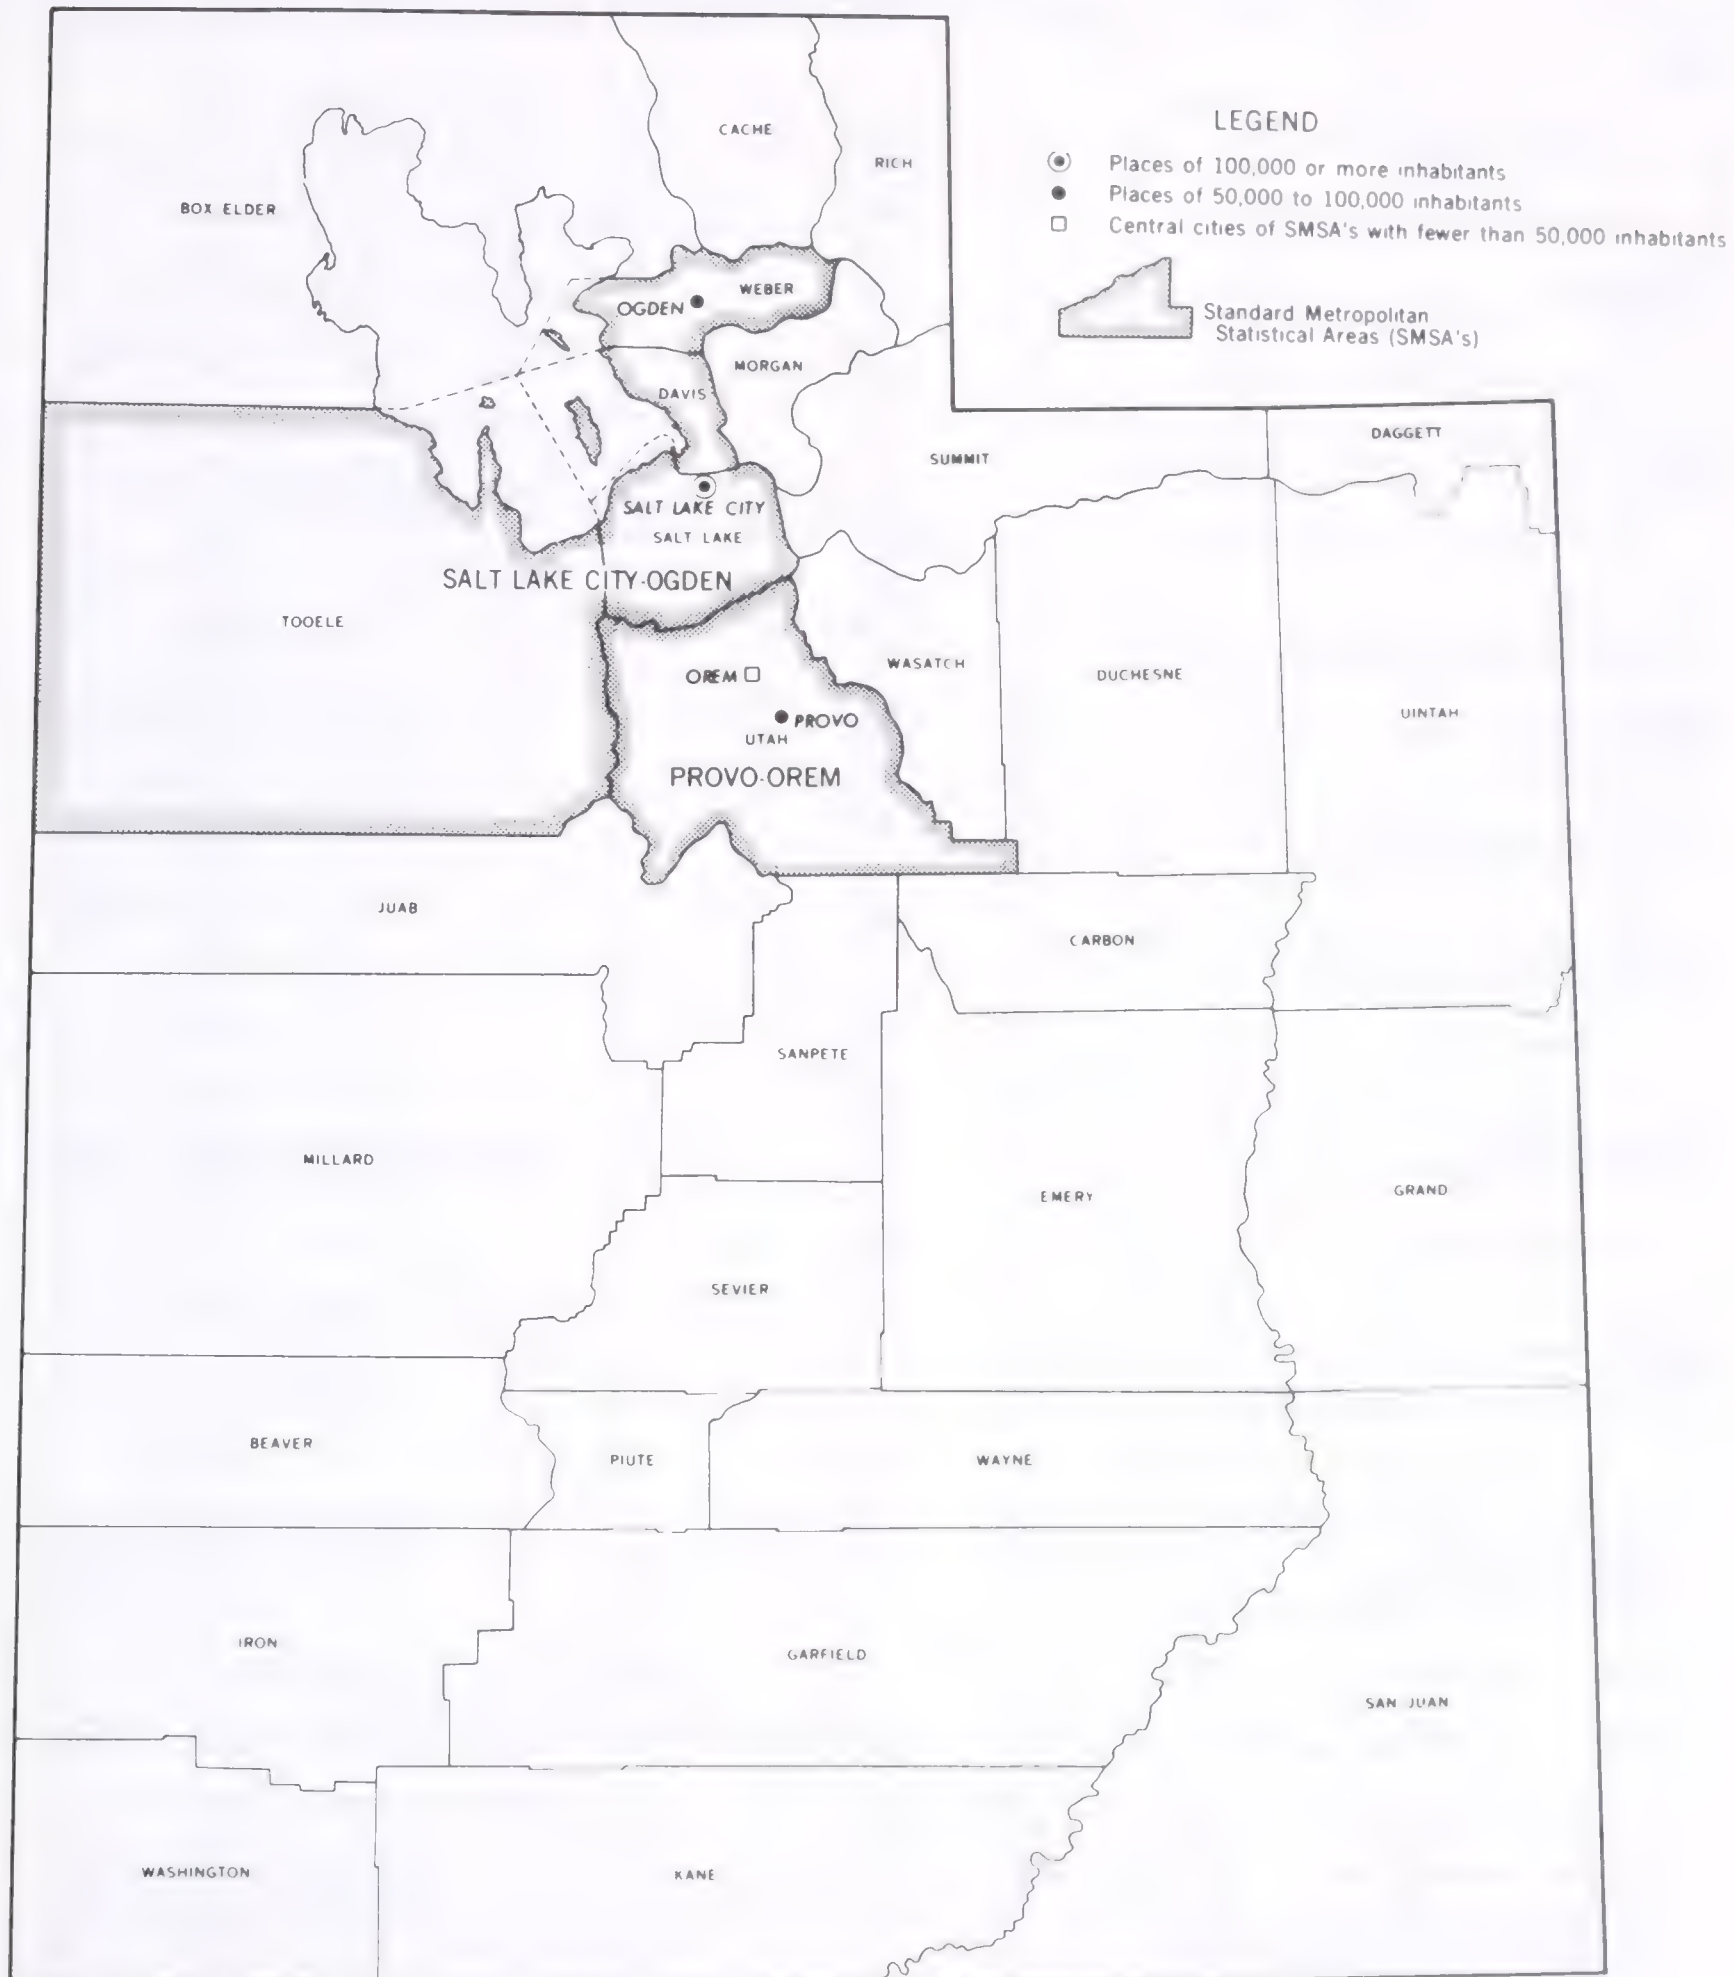 LEGEND
Places of 100,000 or more inhabitants
Places of 50,000 to 100,000 inhabitants
Central cities of SMSA's with fewer than 50,000 inhabitants
Standard Metropolitan
Statistical Areas (SMSA's)
CACHE
RICH
BOX ELDER
WEBER
OGDEN
MORGAN
DAVIS
DAGGETT
SUMMIT
SALT LAKE CITY
SALT LAKE
SALT LAKE CITY-OGDEN
TOOELE
WASATCH
OREM
DUCHESNE
UINTAH
PROVO
UTAH
PROVO-OREM
JUAB
CARBON
SANPETE
MILLARD
EMERY
GRAND
SEVIER
BEAVER
PIUTE
WAYNE
IRON
GARFIELD
SAN JUAN
WASHINGTON
KANE